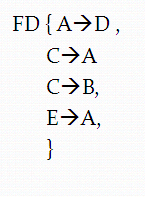 FD { A→D ,
C→A
C→B,
E→A,
}